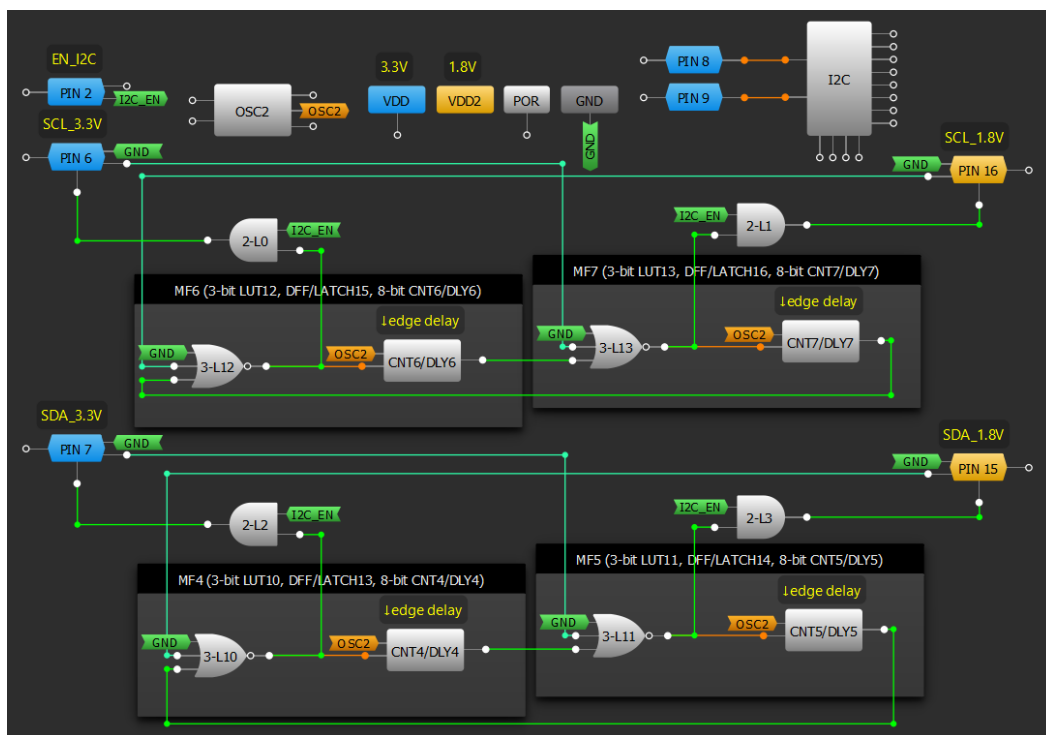 EN_I2C
PIN 2
I2C_EN
OSC2
OSC2
3.3V
VDD
1.8V
VDD2
POR
GND
GND
PIN 8
PIN 9
I2C
SCL_3.3V
PIN 6
GND
SCL_1.8V
GND
PIN 16
2-L0
I2C_EN
I2C_EN
2-L1
MF6 (3-bit LUT12, DFF/LATCH15, 8-bit CNT6/DLY6)
↓edge delay
GND
3-L12
OSC2
CNT6/DLY6
MF7 (3-bit LUT13, DFF/LATCH16, 8-bit CNT7/DLY7)
↓edge delay
GND
3-L13
OSC2
CNT7/DLY7
SDA_3.3V
PIN 7
GND
SDA_1.8V
GND
PIN 15
2-L2
I2C_EN
I2C_EN
2-L3
MF4 (3-bit LUT10, DFF/LATCH13, 8-bit CNT4/DLY4)
↓edge delay
GND
3-L10
OSC2
CNT4/DLY4
MF5 (3-bit LUT11, DFF/LATCH14, 8-bit CNT5/DLY5)
↓edge delay
GND
3-L11
OSC2
CNT5/DLY5